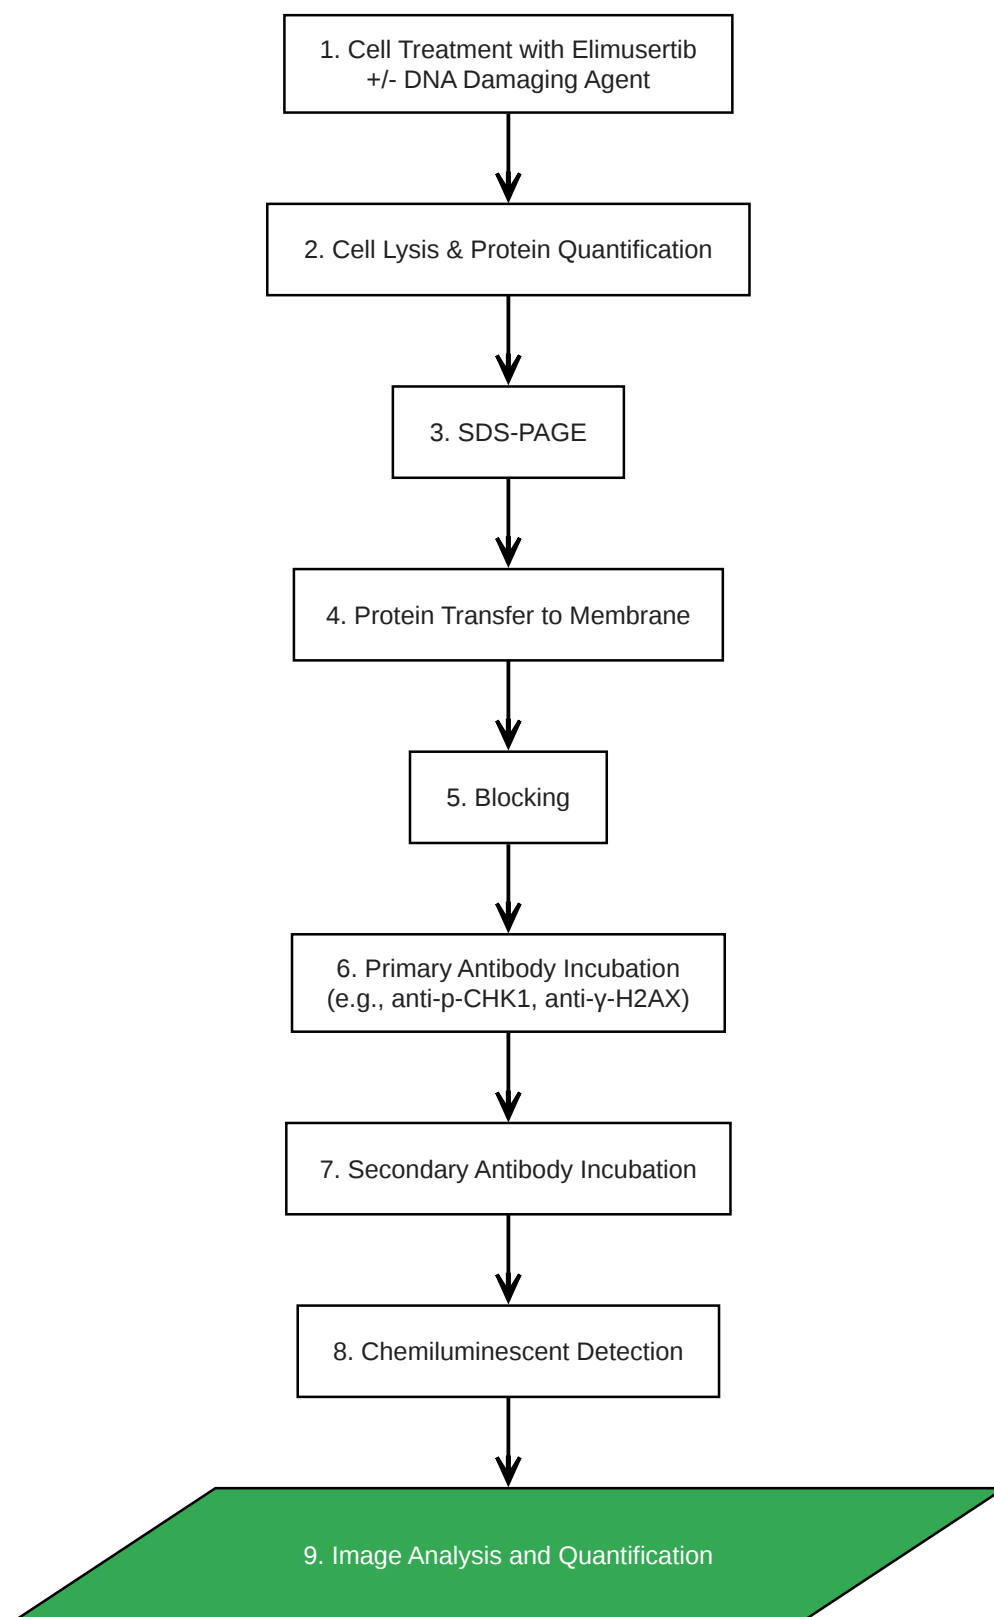 1. Cell Treatment with Elimusertib
+/- DNA Damaging Agent
2. Cell Lysis & Protein Quantification
3. SDS-PAGE
4. Protein Transfer to Membrane
5. Blocking
6. Primary Antibody Incubation
(e.g., anti-p-CHK1, anti-γ-H2AX)
7. Secondary Antibody Incubation
8. Chemiluminescent Detection
9. Image Analysis and Quantification